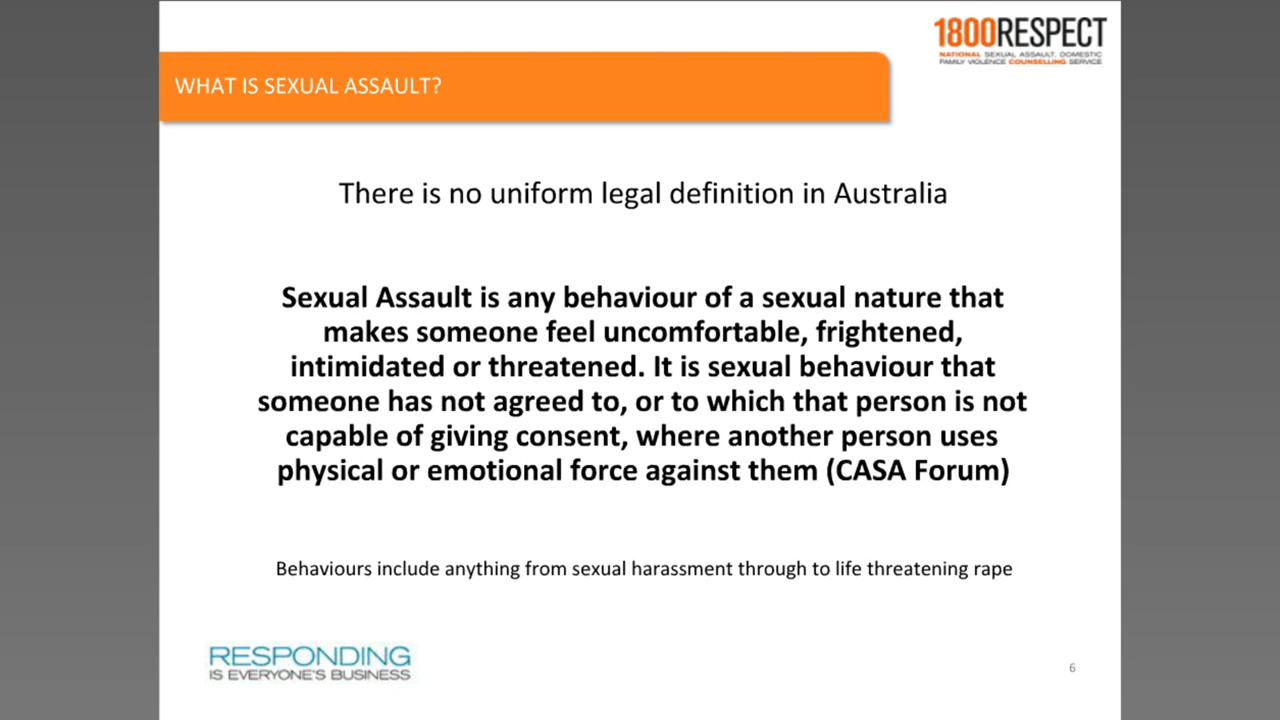 1800RESPECT
NATIONAL SEXUAL ASSAULT, DOMESTIC
FAMILY VIOLENCE COUNSELLING SERVICE
WHAT IS SEXUAL ASSAULT?
There is no uniform legal definition in Australia
Sexual Assault is any behaviour of a sexual nature that
makes someone feel uncomfortable, frightened,
intimidated or threatened. It is sexual behaviour that
someone has not agreed to, or to which that person is not
capable of giving consent, where another person uses
physical or emotional force against them (CASA Forum)
Behaviours include anything from sexual harassment through to life threatening rape
RESPONDING
IS EVERYONE'S BUSINESS
6